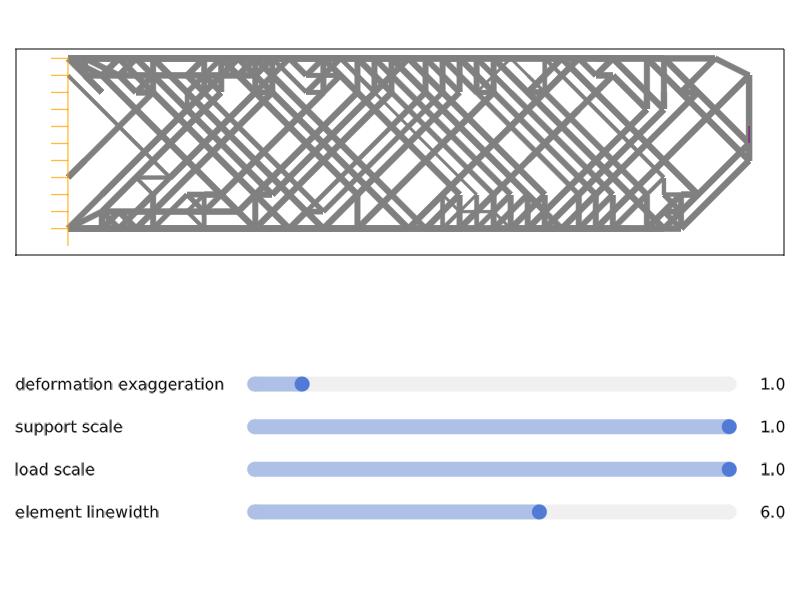 deformation exaggeration 1.0
support scale 1.0
load scale 1.0
element linewidth 6.0